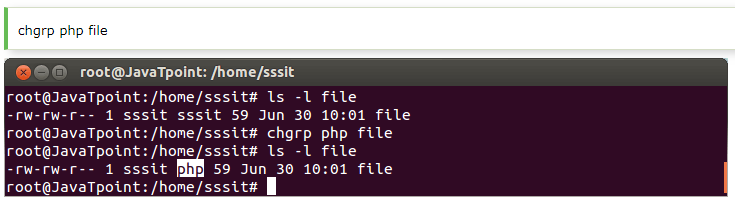 chgrp php file
root@JavaTpoint: /home/sssit
root@JavaTpoint:/home/sssit# ls -l file
-rw-rw-r-- 1 sssit sssit 59 Jun 30 10:01 file
root@JavaTpoint:/home/sssit# chgrp php file
root@JavaTpoint:/home/sssit# ls -l file
-rw-rw-r-- 1 sssit php 59 Jun 30 10:01 file
root@JavaTpoint:/home/sssit#